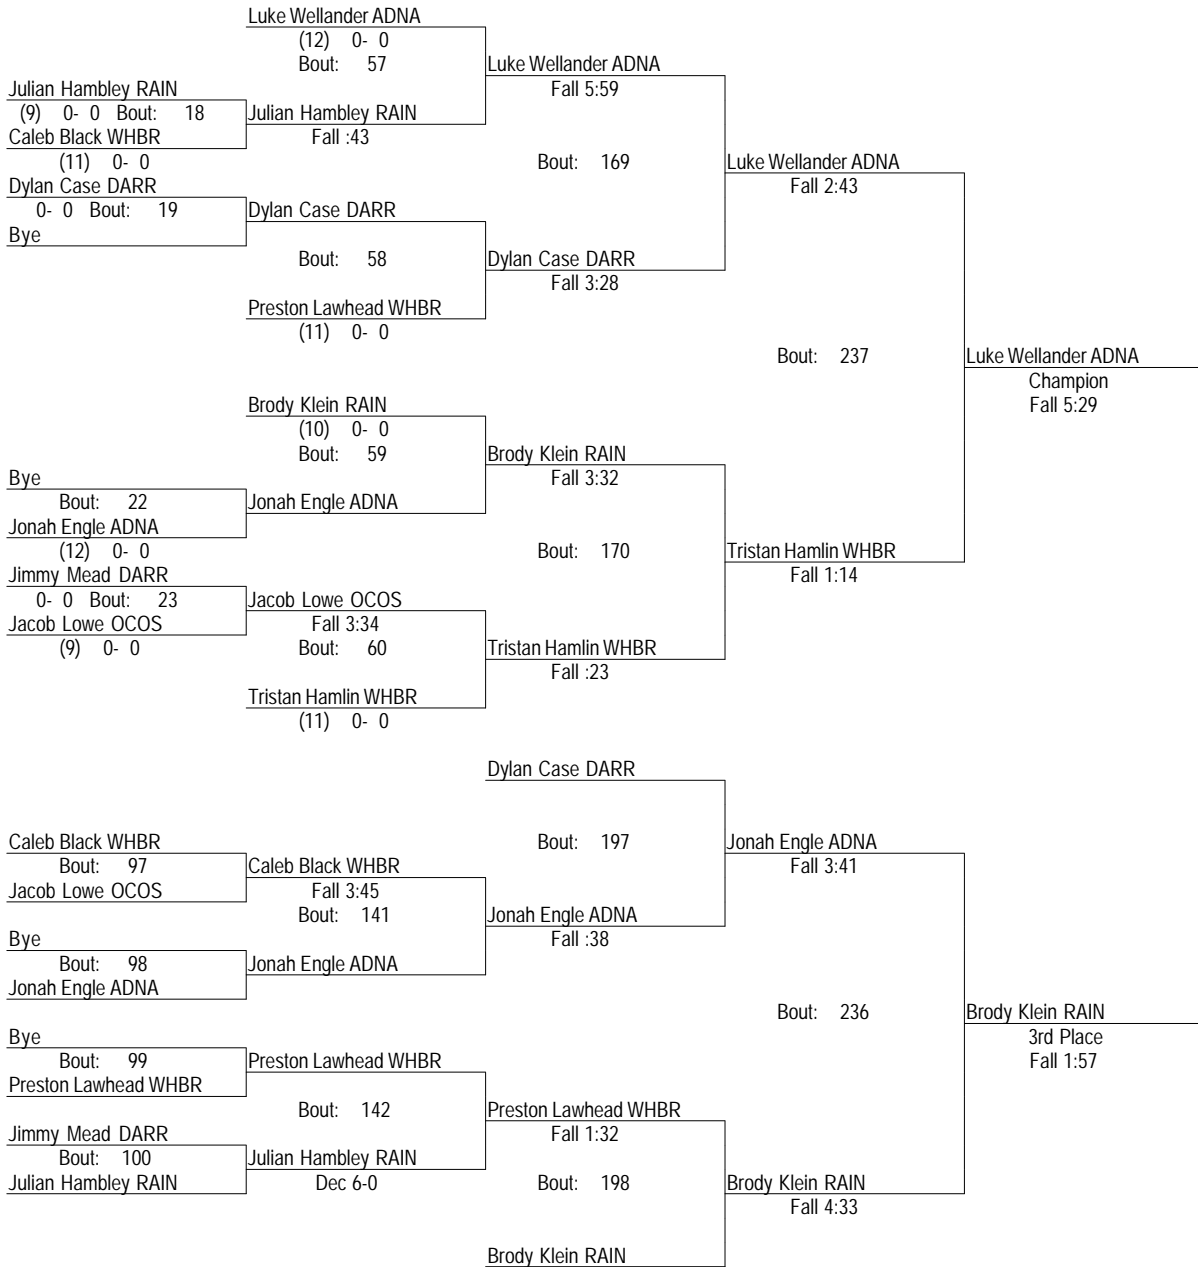 Luke Wellander ADNA
(12) 0- 0
Bout: 57
Luke Wellander ADNA
Fall 5:59
Julian Hambley RAIN
(9) 0- 0 Bout: 18
Julian Hambley RAIN
Caleb Black WHBR
Fall :43
(11) 0- 0
Bout: 169
Luke Wellander ADNA
Dylan Case DARR
Fall 2:43
0- 0 Bout: 19
Dylan Case DARR
Bye
Bout: 58
Dylan Case DARR
Fall 3:28
Preston Lawhead WHBR
(11) 0- 0
Bout: 237
Luke Wellander ADNA
Champion
Fall 5:29
Brody Klein RAIN
(10) 0- 0
Bout: 59
Brody Klein RAIN
Fall 3:32
Bye
Bout: 22
Jonah Engle ADNA
Jonah Engle ADNA
(12) 0- 0
Bout: 170
Tristan Hamlin WHBR
Fall 1:14
Jimmy Mead DARR
0- 0 Bout: 23
Jacob Lowe OCOS
Jacob Lowe OCOS
Fall 3:34
(9) 0- 0
Bout: 60
Tristan Hamlin WHBR
Fall :23
Tristan Hamlin WHBR
(11) 0- 0
Dylan Case DARR
Bout: 197
Jonah Engle ADNA
Fall 3:41
Caleb Black WHBR
Bout: 97
Caleb Black WHBR
Jacob Lowe OCOS
Fall 3:45
Bout: 141
Jonah Engle ADNA
Fall :38
Bye
Bout: 98
Jonah Engle ADNA
Jonah Engle ADNA
Bout: 236
Brody Klein RAIN
3rd Place
Fall 1:57
Bye
Bout: 99
Preston Lawhead WHBR
Preston Lawhead WHBR
Bout: 142
Preston Lawhead WHBR
Fall 1:32
Jimmy Mead DARR
Bout: 100
Julian Hambley RAIN
Julian Hambley RAIN
Dec 6-0
Bout: 198
Brody Klein RAIN
Fall 4:33
Brody Klein RAIN